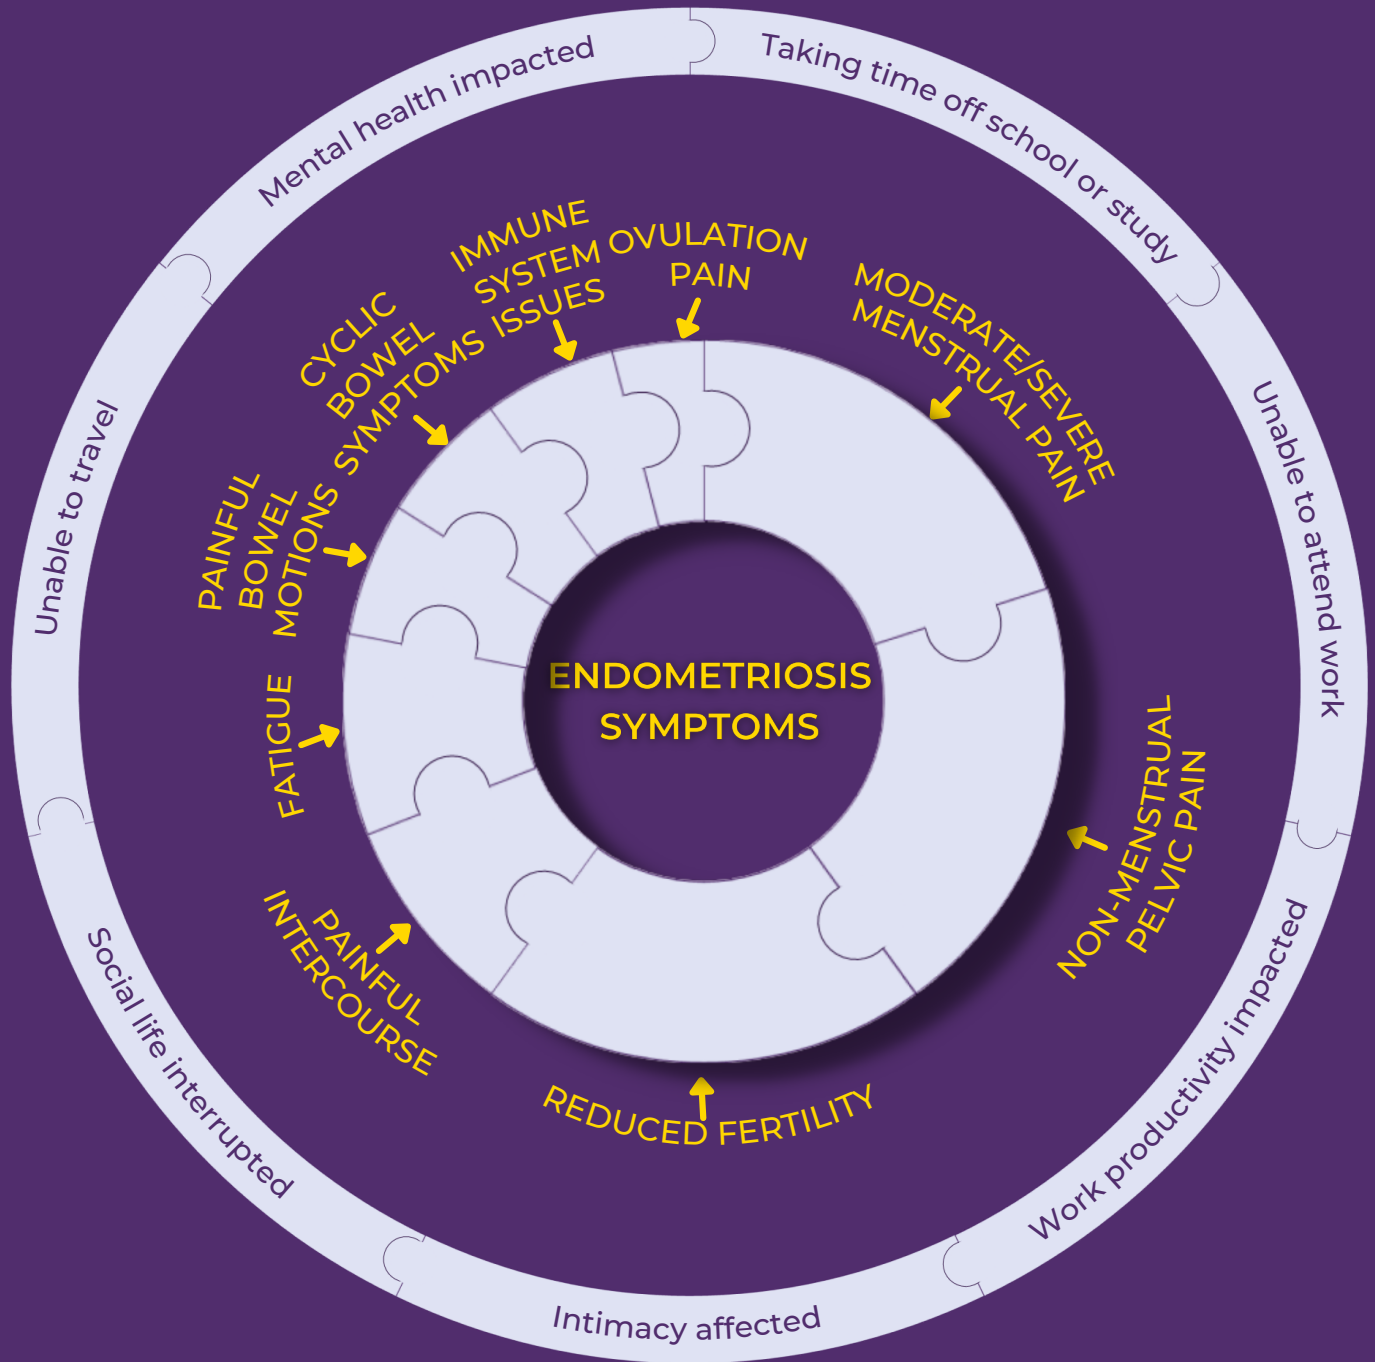 ENDOMETRIOSIS
SYMPTOMS
MODERATE/SEVERE
MENSTRUAL PAIN
NON-MENSTRUAL
PELVIC PAIN
REDUCED FERTILITY
PAINFUL
INTERCOURSE
FATIGUE
PAINFUL
BOWEL
MOTIONS
CYCLIC
BOWEL
SYMPTOMS
IMMUNE
SYSTEM
ISSUES
OVULATION
PAIN
Taking time off school or study
Unable to attend work
Work productivity impacted
Intimacy affected
Social life interrupted
Unable to travel
Mental health impacted